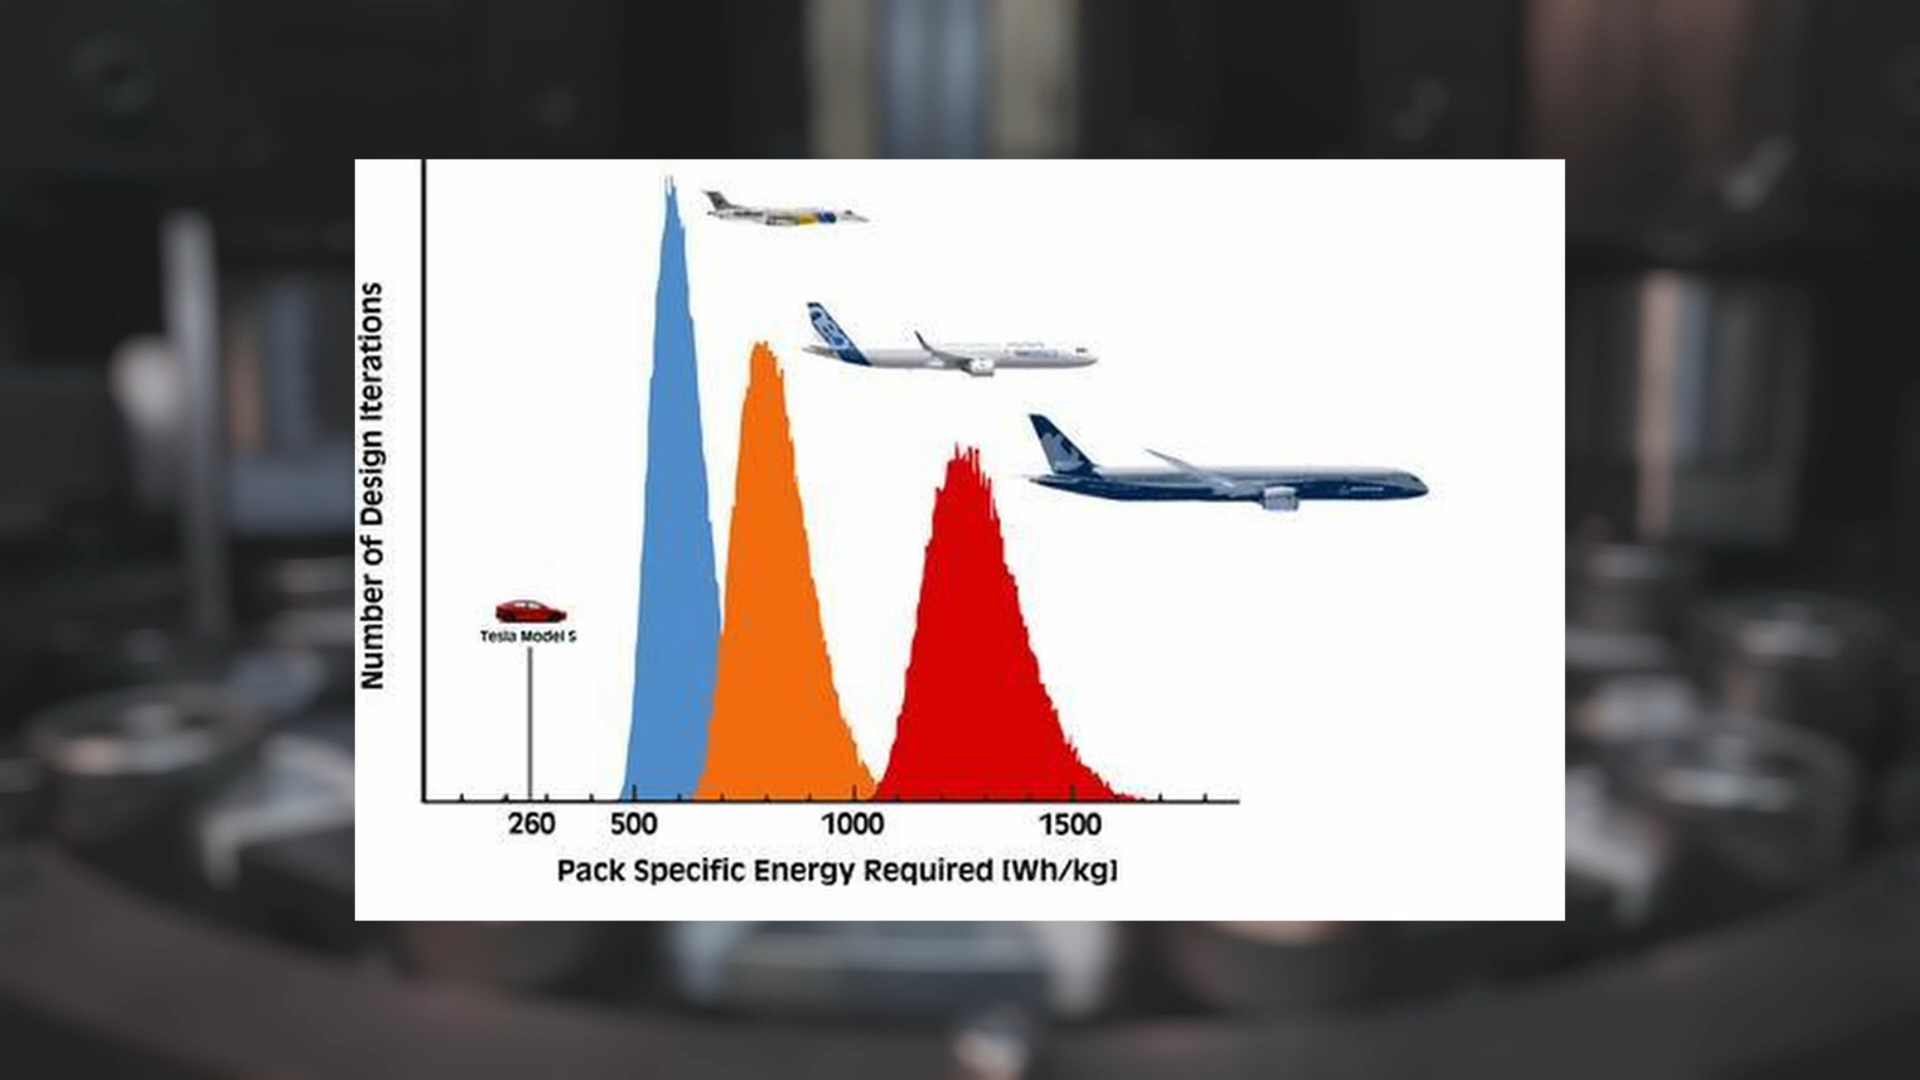 Number of Design Iterations
Tesla Model S
260 500 1000 1500
Pack Specific Energy Required [Wh/kg]